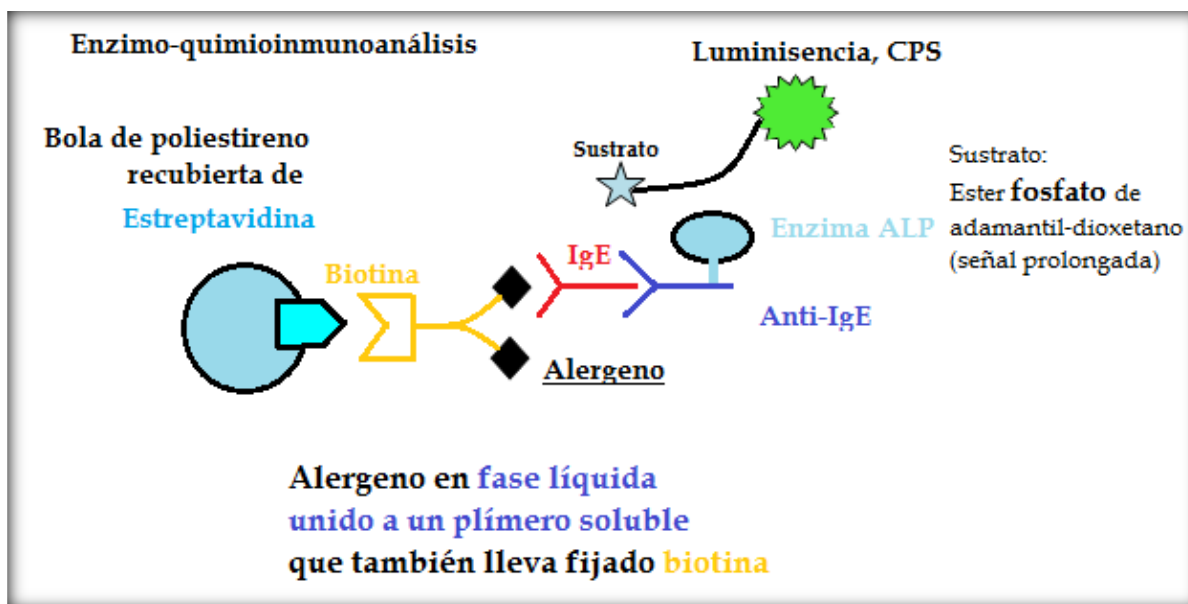 Enzimo-quimioinmunoanálisis
Luminisencia, CPS
Bola de poliestireno
recubierta de
Estreptavidina
Sustrato
Sustrato:
Ester fosfato de
adamantil-dioxetano
(señal prolongada)
Enzima ALP
IgE
Biotina
Anti-IgE
Alergeno
Alergeno en fase líquida
unido a un plímero soluble
que también lleva fijado biotina